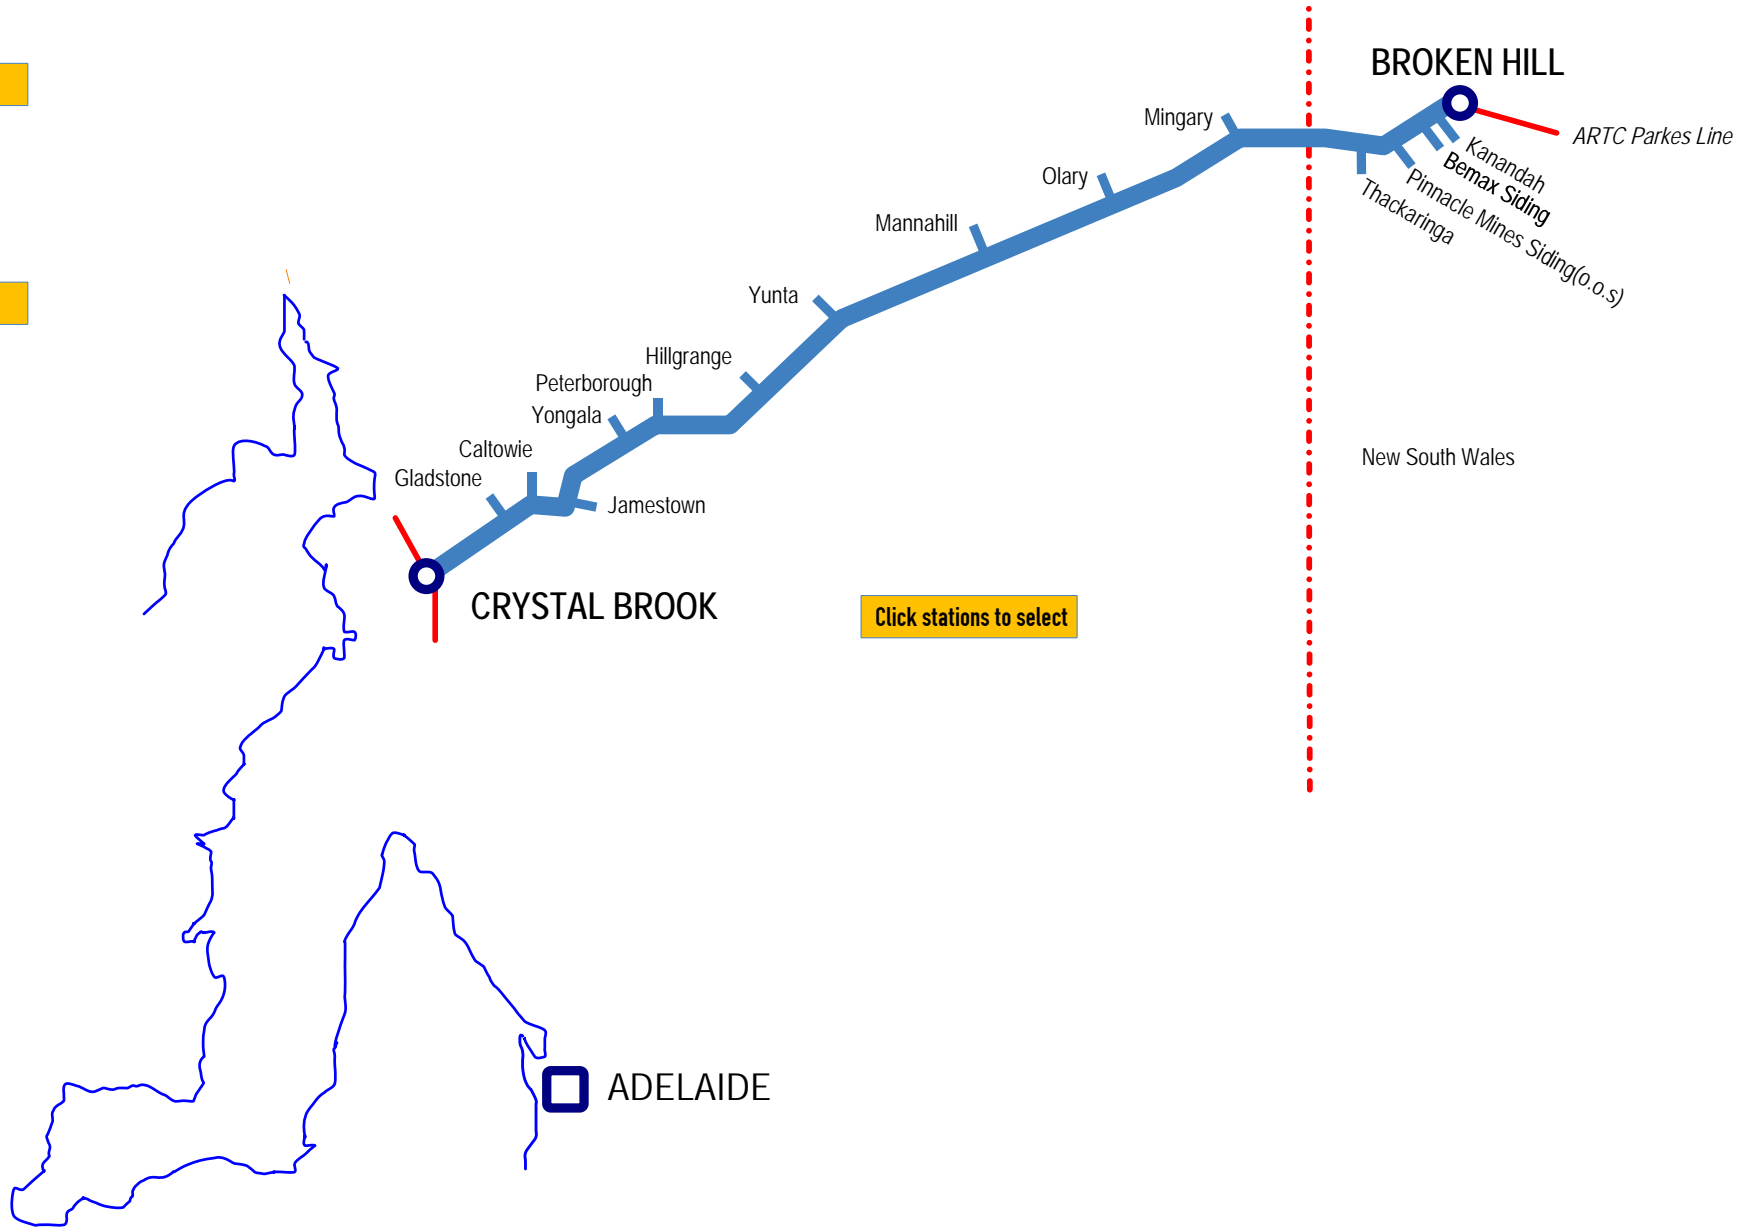 BROKEN HILL
Mingary
ARTC Parkes Line
Kanandah
Bemax Siding
Pinnacle Mines Siding(o.o.s)
Thackaringa
Olary
Mannahill
Yunta
Hillgrange
Peterborough
Yongala
Caltowie
Gladstone
New South Wales
Jamestown
CRYSTAL BROOK
Click stations to select
ADELAIDE